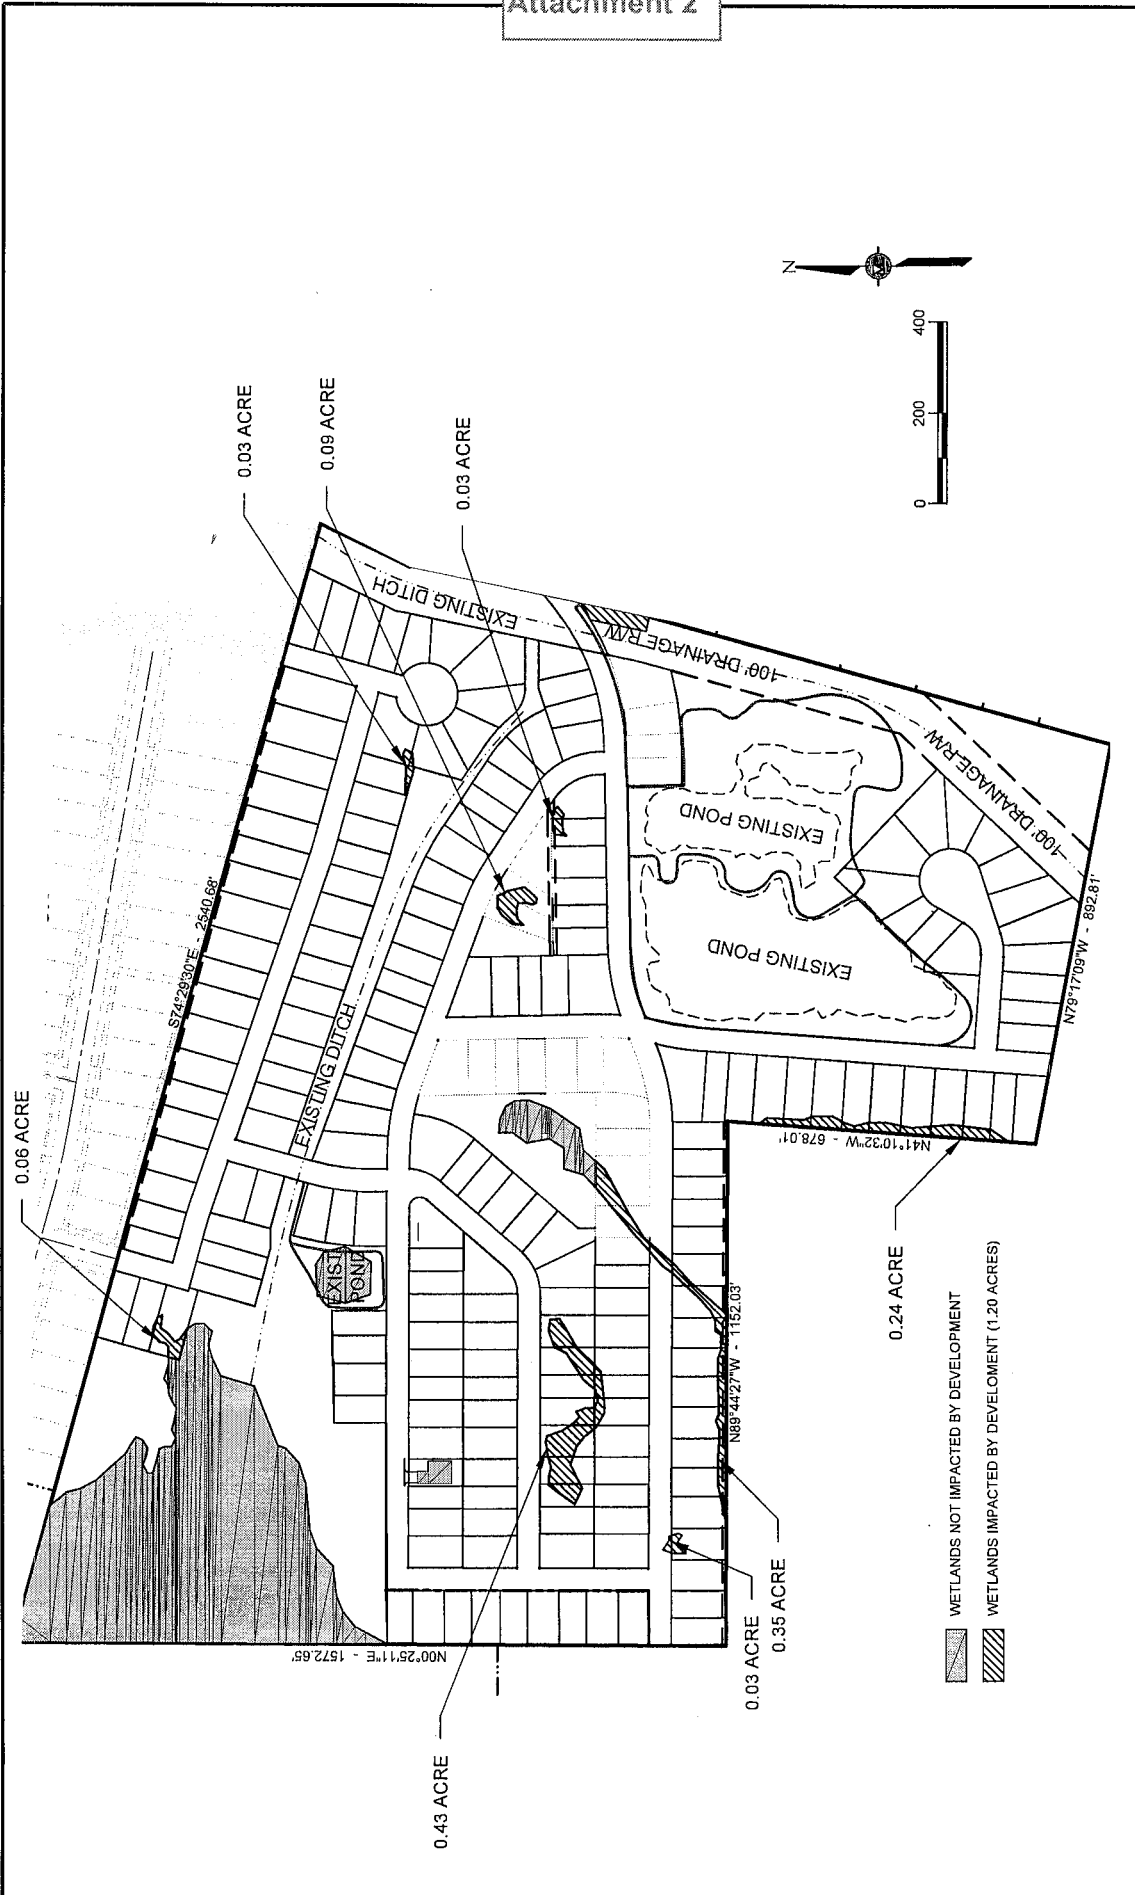 Attachment 2
0.06 ACRE
0.03 ACRE
0.09 ACRE
0.03 ACRE
S74°29'30"E - 2540.68'
EXISTING DITCH
EXISTING DITCH
100' DRAINAGE R/W
100' DRAINAGE R/W
EXIST
POND
EXISTING POND
EXISTING POND
N00°25'11"E - 1572.65'
N89°44'27"W - 1152.03'
N41°10'32"W - 678.01'
N79°17'09"W - 892.81'
0.43 ACRE
0.03 ACRE
0.35 ACRE
0.24 ACRE
WETLANDS NOT IMPACTED BY DEVELOPMENT
WETLANDS IMPACTED BY DEVELOMENT (1.20 ACRES)
N
0
200
400